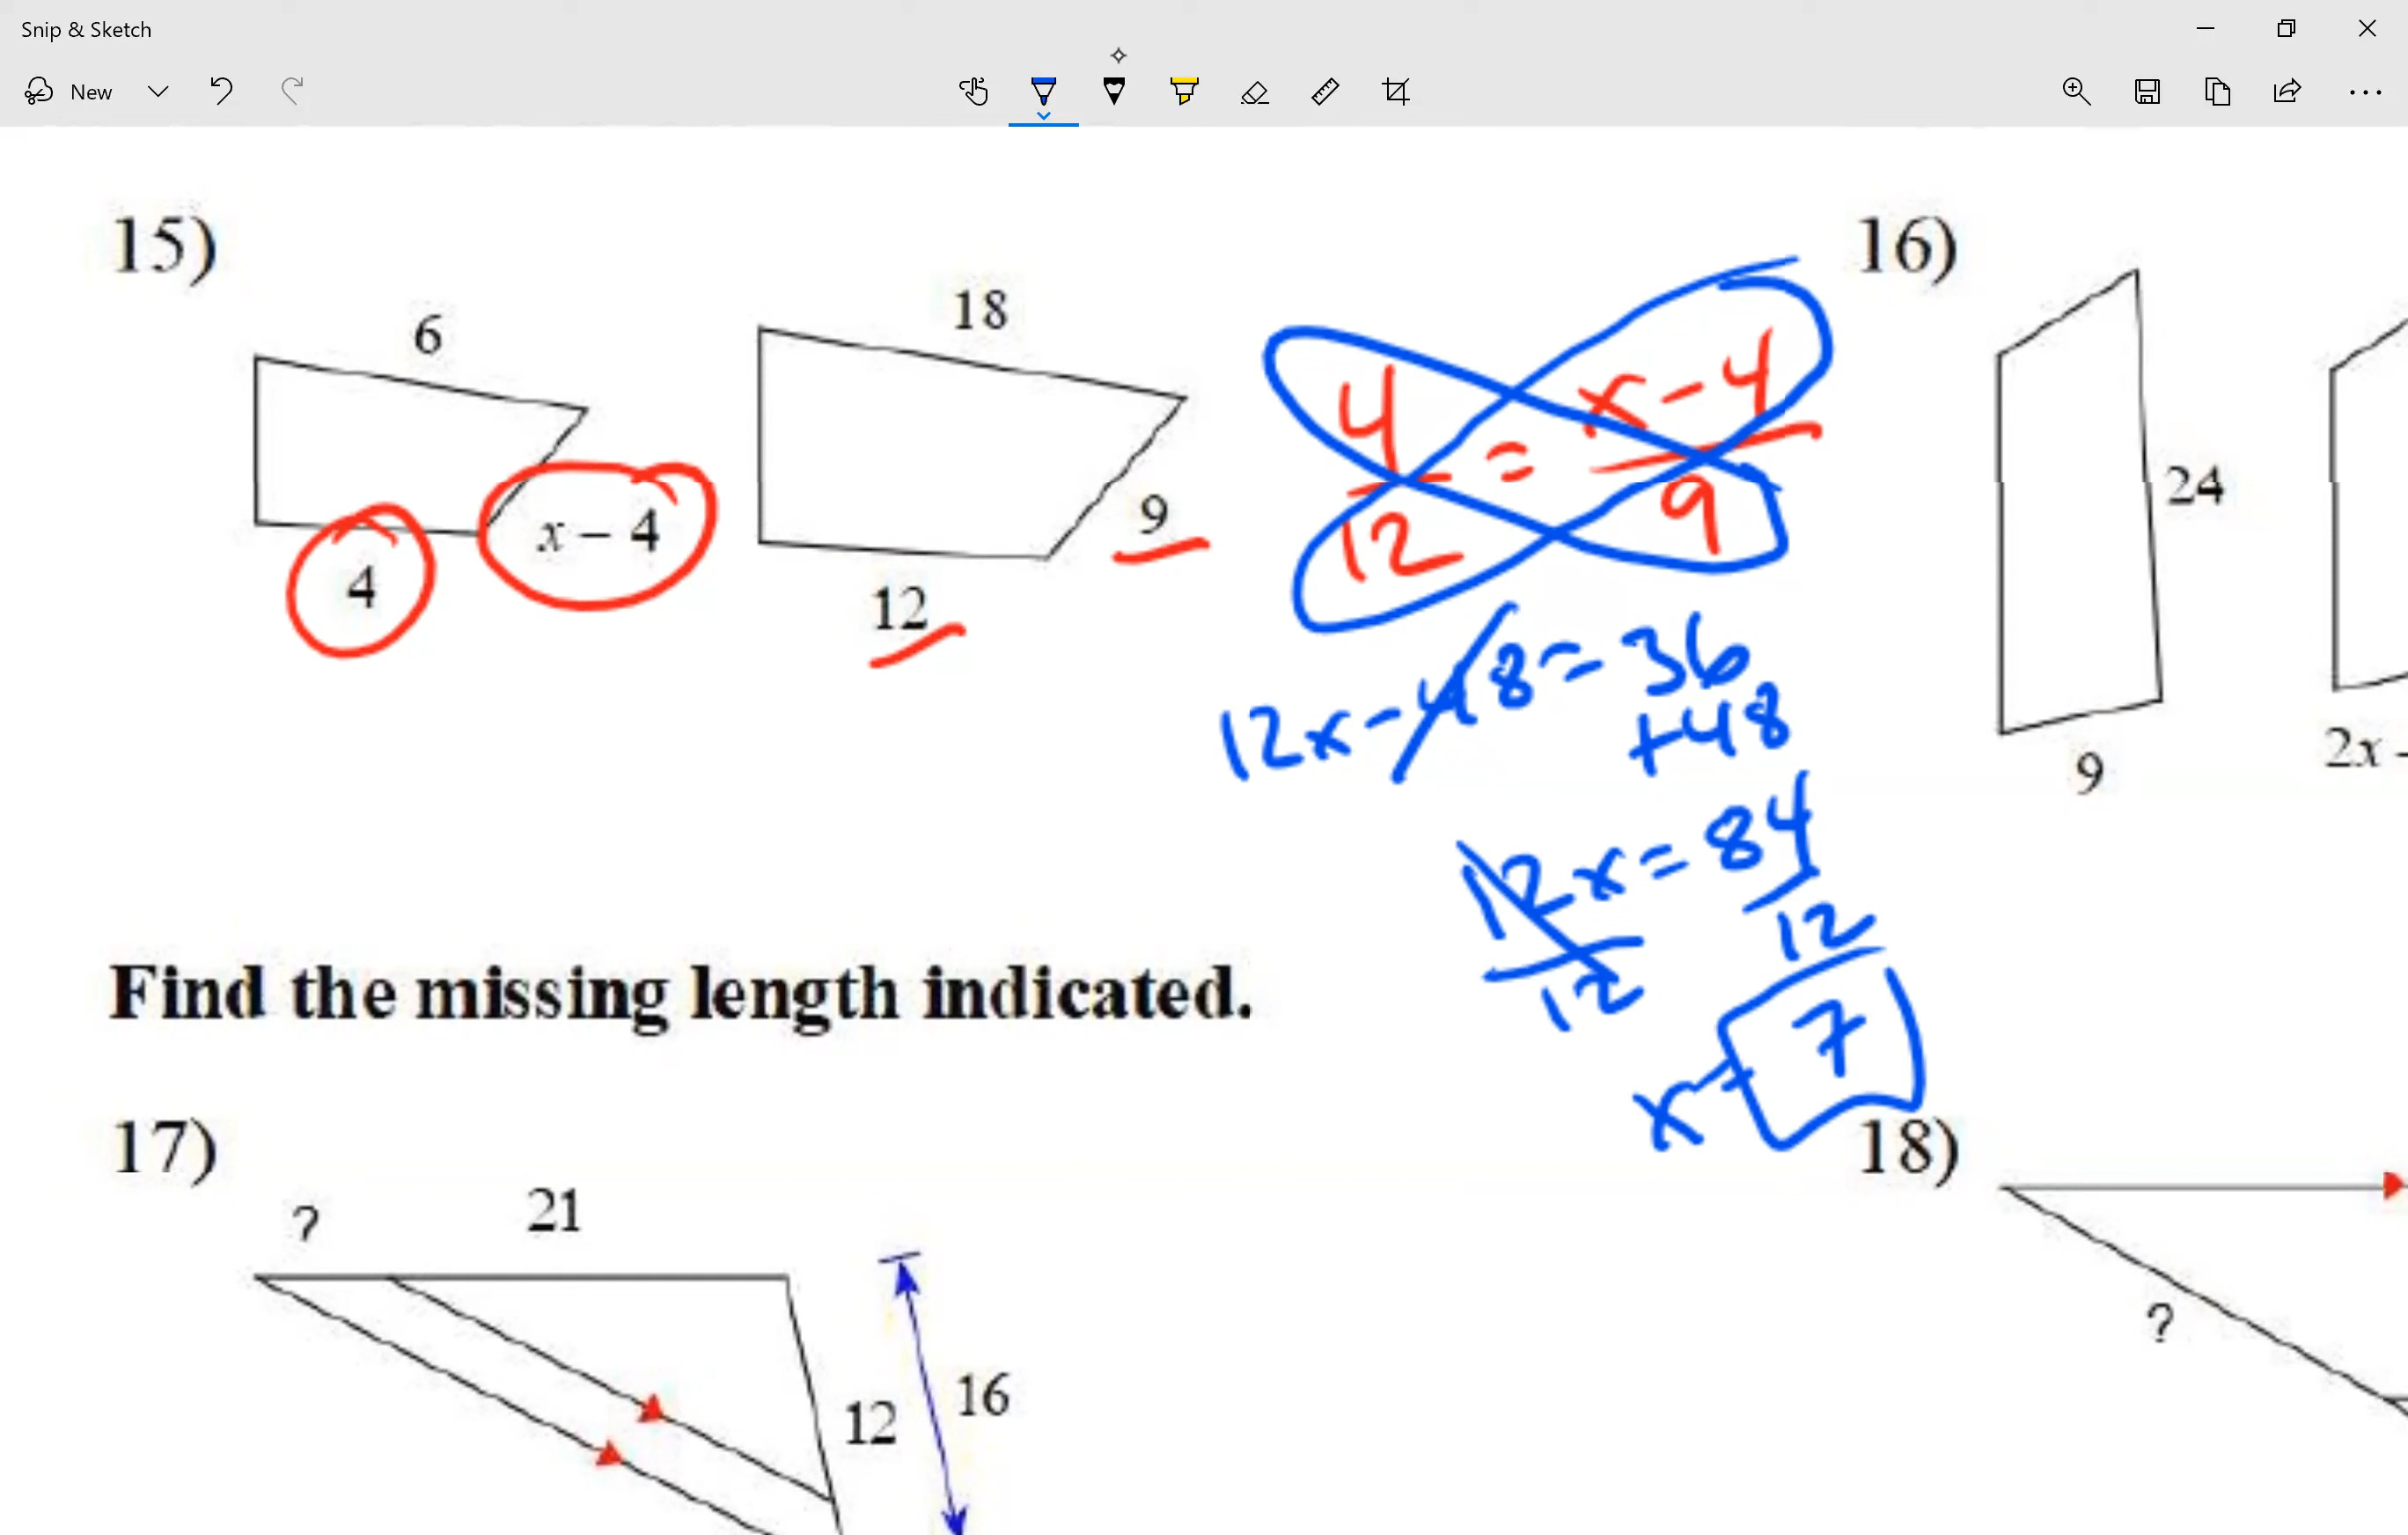 Snip & Sketch
New
15)
6
x – 4
4
18
9
12
4 = x - 4
12 9
12x - 48 = 36
+48
12x = 84
12 12
x = 7
16)
24
9
2x -
Find the missing length indicated.
17)
? 21
12
16
18)
?